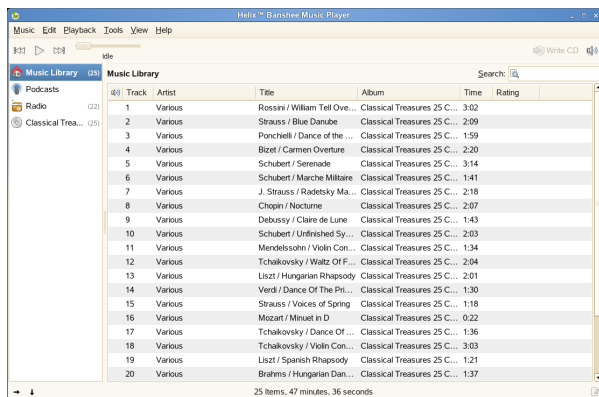 Helix™ Banshee Music Player
Music Edit Playback Tools View Help
Idle
Write CD
Music Library (25)
Podcasts
Radio (22)
Classical Trea... (25)
Music Library Search:
Track Artist Title Album Time Rating
1 Various Rossini / William Tell Ove... Classical Treasures 25 C... 3:02
2 Various Strauss / Blue Danube Classical Treasures 25 C... 2:09
3 Various Ponchielli / Dance of the ... Classical Treasures 25 C... 1:59
4 Various Bizet / Carmen Overture Classical Treasures 25 C... 2:20
5 Various Schubert / Serenade Classical Treasures 25 C... 3:14
6 Various Schubert / Marche Militaire Classical Treasures 25 C... 1:41
7 Various J. Strauss / Radetsky Ma... Classical Treasures 25 C... 2:18
8 Various Chopin / Nocturne Classical Treasures 25 C... 2:07
9 Various Debussy / Claire de Lune Classical Treasures 25 C... 1:43
10 Various Schubert / Unfinished Sy... Classical Treasures 25 C... 2:03
11 Various Mendelssohn / Violin Con... Classical Treasures 25 C... 1:34
12 Various Tchaikovsky / Waltz Of F... Classical Treasures 25 C... 2:04
13 Various Liszt / Hungarian Rhapsody Classical Treasures 25 C... 2:01
14 Various Verdi / Dance Of The Pri... Classical Treasures 25 C... 1:30
15 Various Strauss / Voices of Spring Classical Treasures 25 C... 1:18
16 Various Mozart / Minuet in D Classical Treasures 25 C... 0:22
17 Various Tchaikovsky / Dance Of ... Classical Treasures 25 C... 1:36
18 Various Tchaikovsky / Violin Con... Classical Treasures 25 C... 3:03
19 Various Liszt / Spanish Rhapsody Classical Treasures 25 C... 1:21
20 Various Brahms / Hungarian Dan... Classical Treasures 25 C... 1:37
25 Items, 47 minutes, 36 seconds